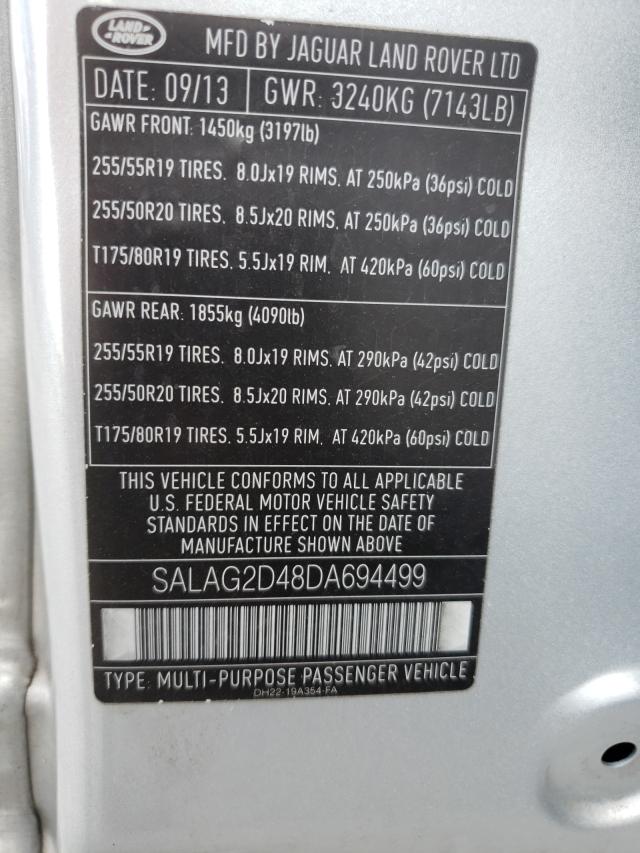 LAND ROVER
MFD BY JAGUAR LAND ROVER LTD
DATE: 09/13 GWR: 3240KG (7143LB)
GAWR FRONT: 1450kg (3197lb)
255/55R19 TIRES. 8.0Jx19 RIMS. AT 250kPa (36psi) COLD
255/50R20 TIRES. 8.5Jx20 RIMS. AT 250kPa (36psi) COLD
T175/80R19 TIRES. 5.5Jx19 RIM. AT 420kPa (60psi) COLD
GAWR REAR: 1855kg (4090lb)
255/55R19 TIRES. 8.0Jx19 RIMS. AT 290kPa (42psi) COLD
255/50R20 TIRES. 8.5Jx20 RIMS. AT 290kPa (42psi) COLD
T175/80R19 TIRES. 5.5Jx19 RIM. AT 420kPa (60psi) COLD
THIS VEHICLE CONFORMS TO ALL APPLICABLE
U.S. FEDERAL MOTOR VEHICLE SAFETY
STANDARDS IN EFFECT ON THE DATE OF
MANUFACTURE SHOWN ABOVE
SALAG2D48DA694499
TYPE: MULTI-PURPOSE PASSENGER VEHICLE
DH22-19A354-FA